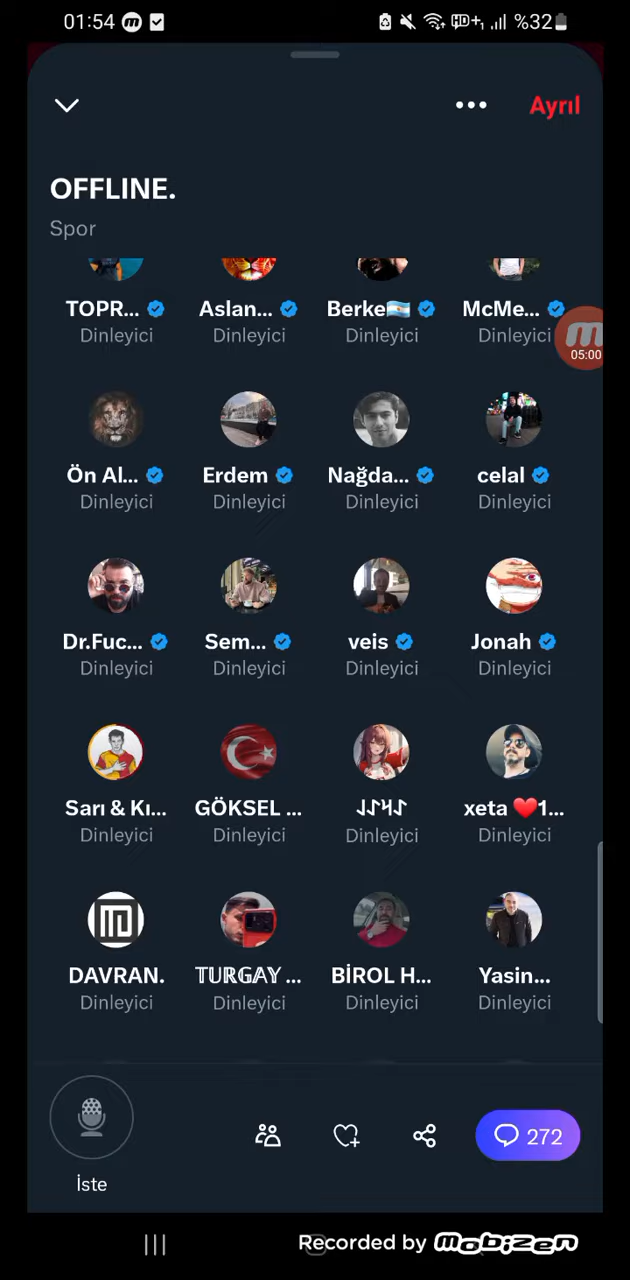 01:54
%32
Ayrıl
OFFLINE.
Spor
TOPR... Aslan... Berke🇦🇷 McMe...
Dinleyici Dinleyici Dinleyici Dinleyici
05:00
Ön Al... Erdem Nağda... celal
Dinleyici Dinleyici Dinleyici Dinleyici
Dr.Fuc... Sem... veis Jonah
Dinleyici Dinleyici Dinleyici Dinleyici
Sarı & Kı... GÖKSEL ... xeta ❤️1...
Dinleyici Dinleyici Dinleyici Dinleyici
DAVRAN. 𝕋𝕌ℝ𝔾𝔸𝕐 ... BİROL H... Yasin...
Dinleyici Dinleyici Dinleyici Dinleyici
272
İste
Recorded by mobizen